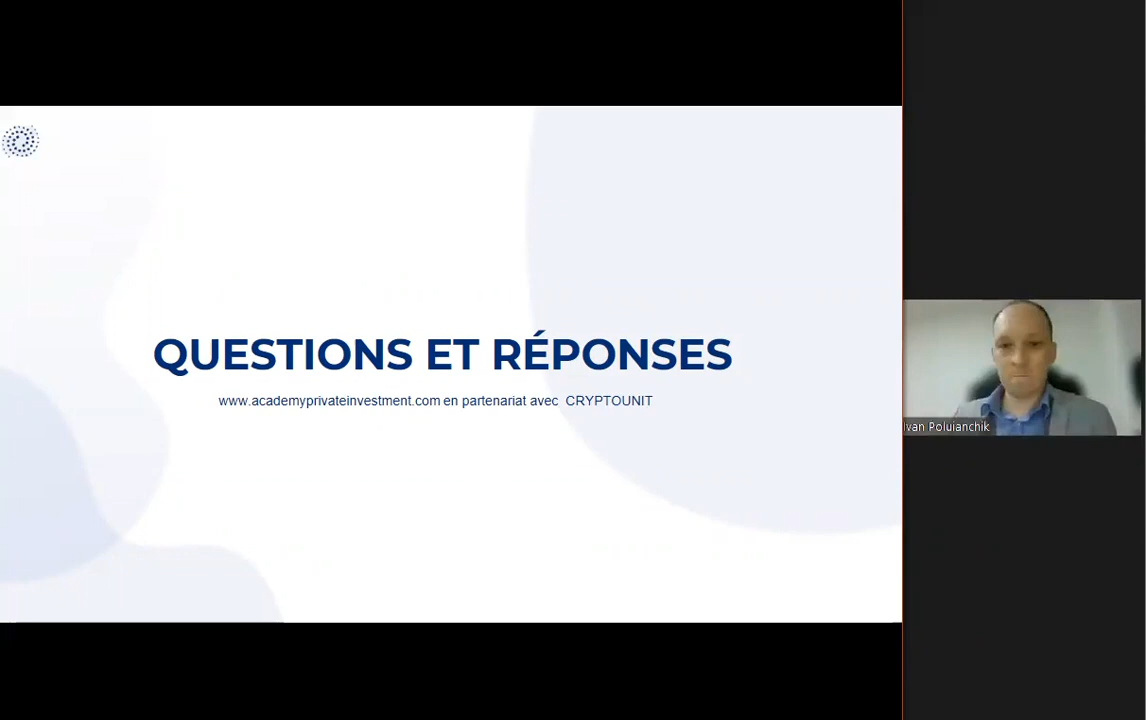 QUESTIONS ET RÉPONSES
www.academyprivateinvestment.com en partenariat avec CRYPTOUNIT
Ivan Poluianchik